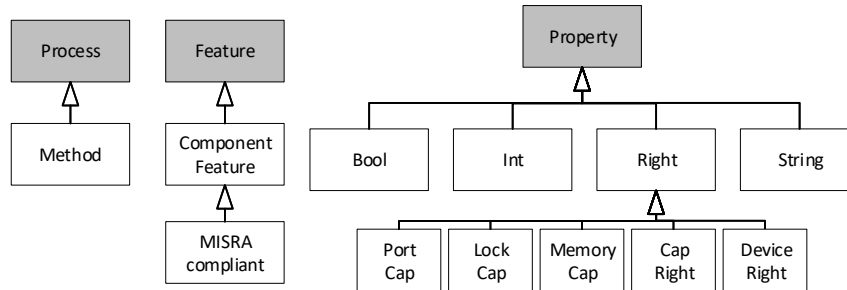 Process
Feature
Property
Method
Component
Feature
Bool
Int
Right
String
MISRA
compliant
Port
Cap
Lock
Cap
Memory
Cap
Cap
Right
Device
Right